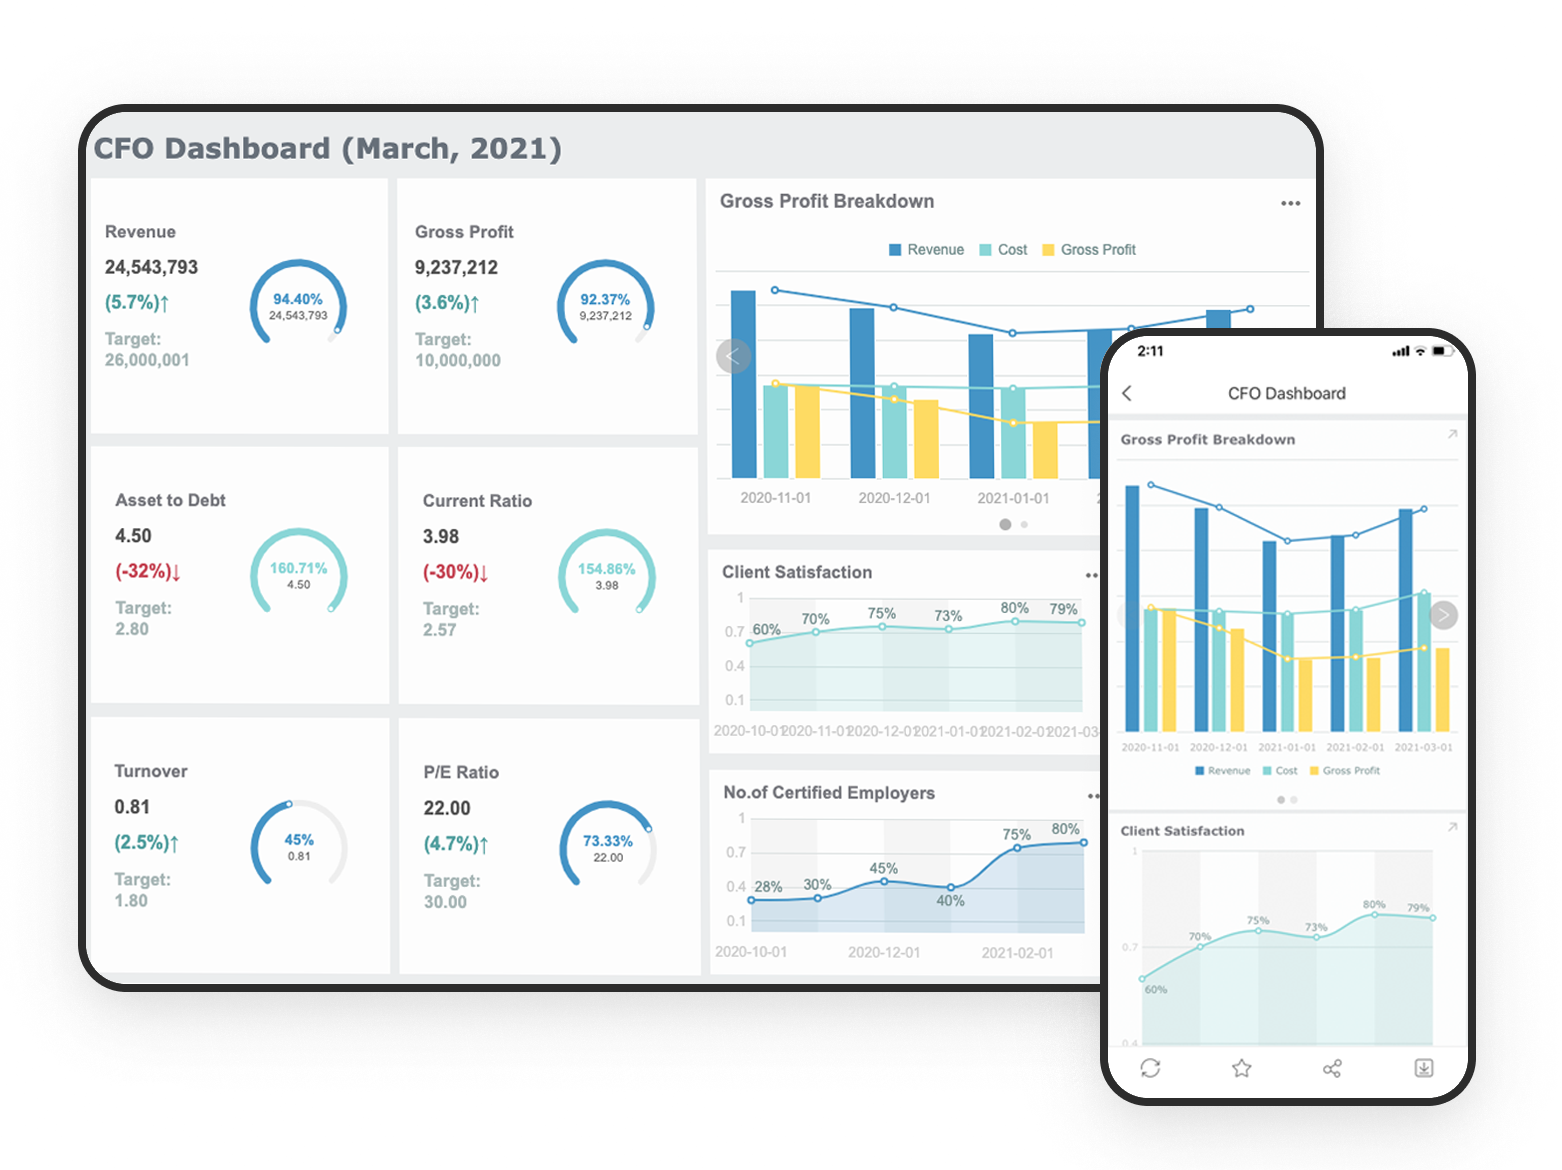 CFO Dashboard (March, 2021)
Revenue
24,543,793
(5.7%)↑
Target:
26,000,001
94.40%
24,543,793
Gross Profit
9,237,212
(3.6%)↑
Target:
10,000,000
92.37%
9,237,212
Asset to Debt
4.50
(-32%)↓
Target:
2.80
160.71%
4.50
Current Ratio
3.98
(-30%)↓
Target:
2.57
154.86%
3.98
Turnover
0.81
(2.5%)↑
Target:
1.80
45%
0.81
P/E Ratio
22.00
(4.7%)↑
Target:
30.00
73.33%
22.00
Gross Profit Breakdown
Revenue Cost Gross Profit
2020-11-01 2020-12-01 2021-01-01
Client Satisfaction
1
0.7
0.4
0.1
60% 70% 75% 73% 80% 79%
2020-10-01 2020-11-01 2020-12-01 2021-01-01 2021-02-01 2021-03-
No.of Certified Employers
1
0.7
0.4
0.1
28% 30% 45% 40% 75% 80%
2020-10-01 2020-12-01 2021-02-01
2:11
CFO Dashboard
Gross Profit Breakdown
2020-11-01 2020-12-01 2021-01-01 2021-02-01 2021-03-01
Revenue Cost Gross Profit
Client Satisfaction
1
0.7
0.4
60% 70% 75% 73% 80% 79%